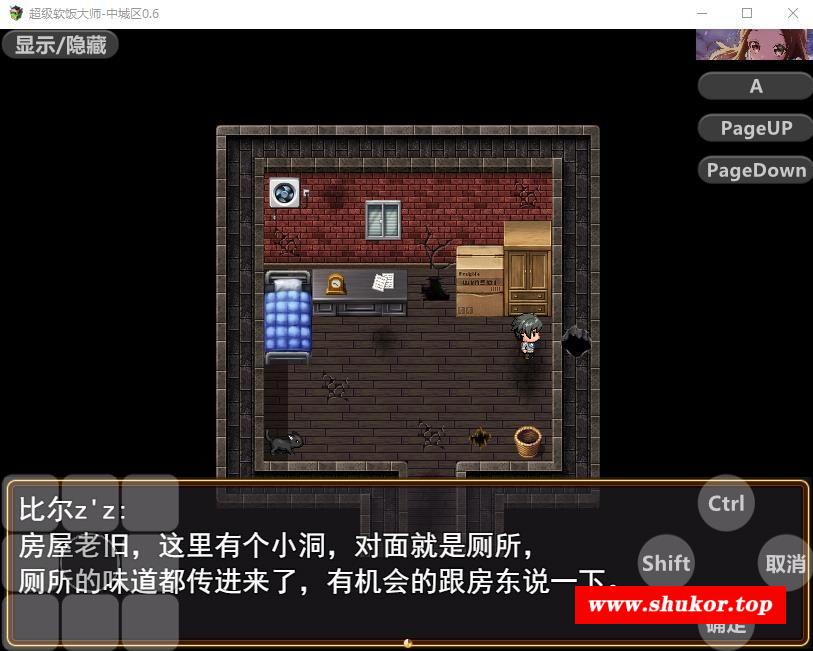 超级软饭大师-中城区0.6
显示/隐藏
A
PageUP
PageDown
比尔z'z:
房屋老旧，这里有个小洞，对面就是厕所，
厕所的味道都传进来了，有机会的跟房东说一下。
Ctrl
Shift
取消
www.shukor.top
确定